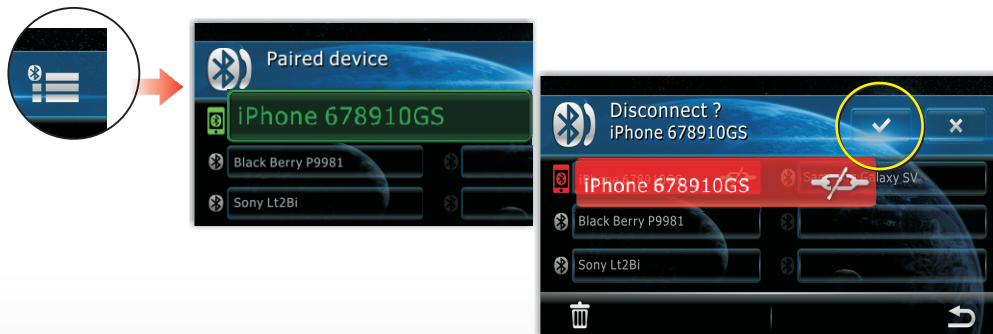 Paired device
iPhone 678910GS
Black Berry P9981
Sony Lt2Bi
Disconnect ?
iPhone 678910GS
iPhone 678910GS
Galaxy SV
Black Berry P9981
Sony Lt2Bi